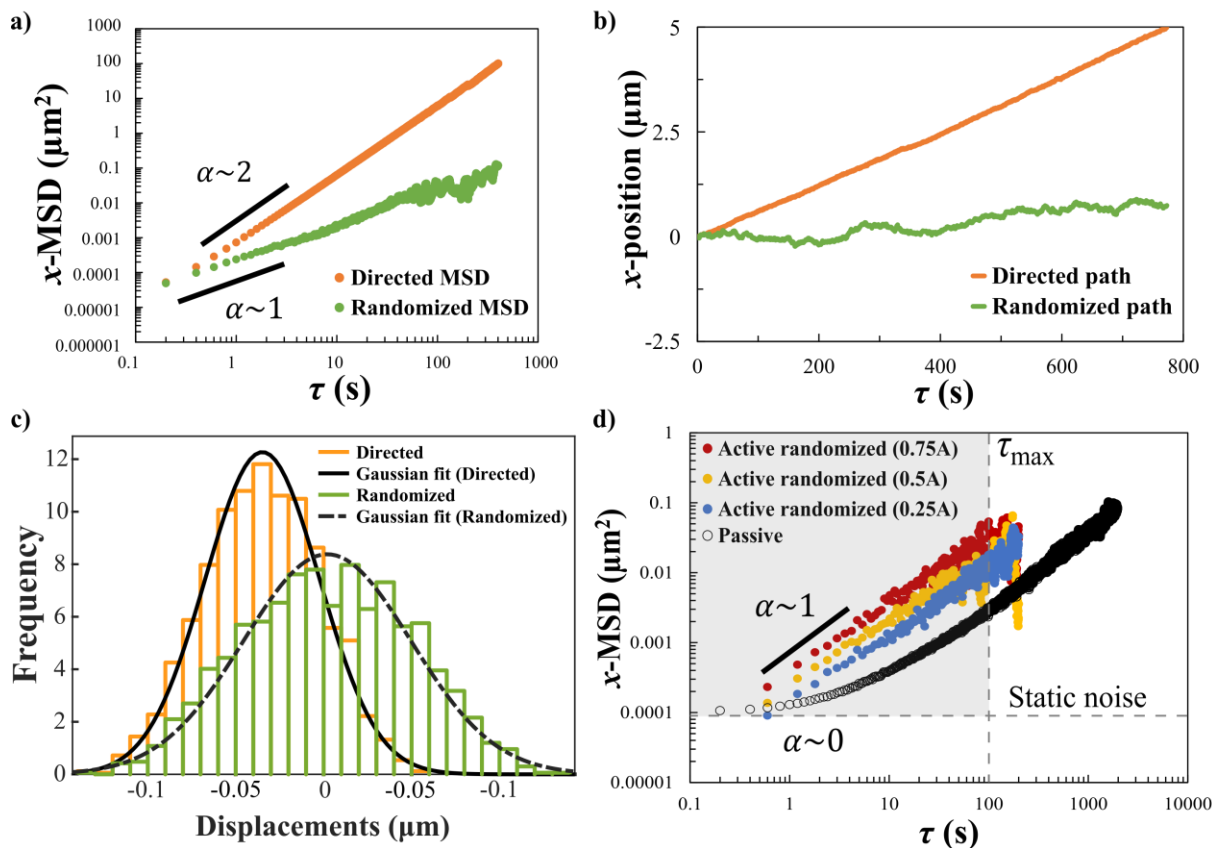 a)
1000
100
10
1
0.1
0.01
0.001
0.0001
0.00001
0.000001
x-MSD (μm²)
α~2
α~1
Directed MSD
Randomized MSD
0.1
1
10
100
1000
τ (s)
b)
5
2.5
0
-2.5
x-position (μm)
Directed path
Randomized path
0
200
400
600
800
τ (s)
c)
12
10
8
6
4
2
0
Frequency
Directed
Gaussian fit (Directed)
Randomized
Gaussian fit (Randomized)
-0.1
-0.05
0
-0.05
-0.1
Displacements (μm)
d)
1
0.1
0.01
0.001
0.0001
0.00001
x-MSD (μm²)
Active randomized (0.75A)
Active randomized (0.5A)
Active randomized (0.25A)
Passive
τmax
α~1
α~0
Static noise
0.1
1
10
100
1000
10000
τ (s)